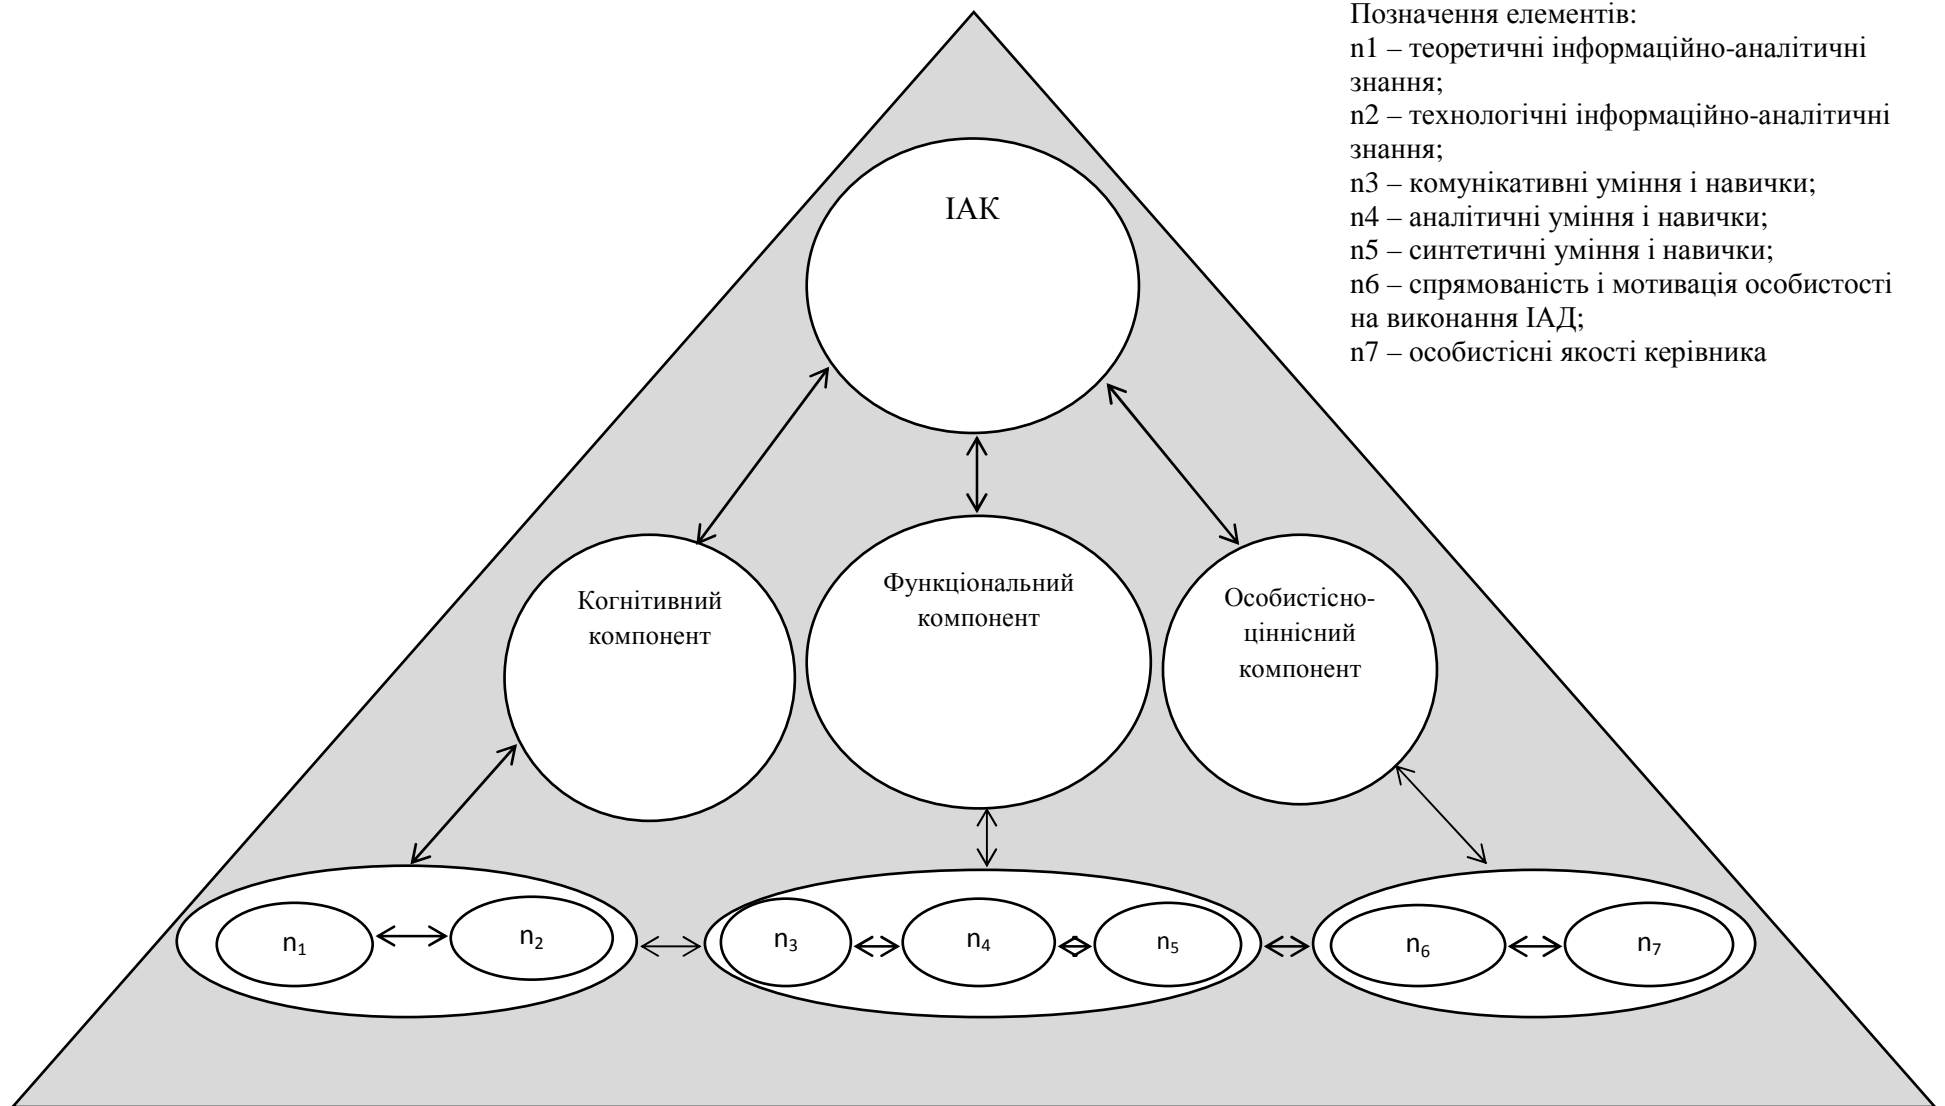 Позначення елементів:
n1 – теоретичні інформаційно-аналітичні
знання;
n2 – технологічні інформаційно-аналітичні
знання;
n3 – комунікативні уміння і навички;
n4 – аналітичні уміння і навички;
n5 – синтетичні уміння і навички;
n6 – спрямованість і мотивація особистості
на виконання ІАД;
n7 – особистісні якості керівника
ІАК
Когнітивний
компонент
Функціональний
компонент
Особистісно-
ціннісний
компонент
n₁
n₂
n₃
n₄
n₅
n₆
n₇